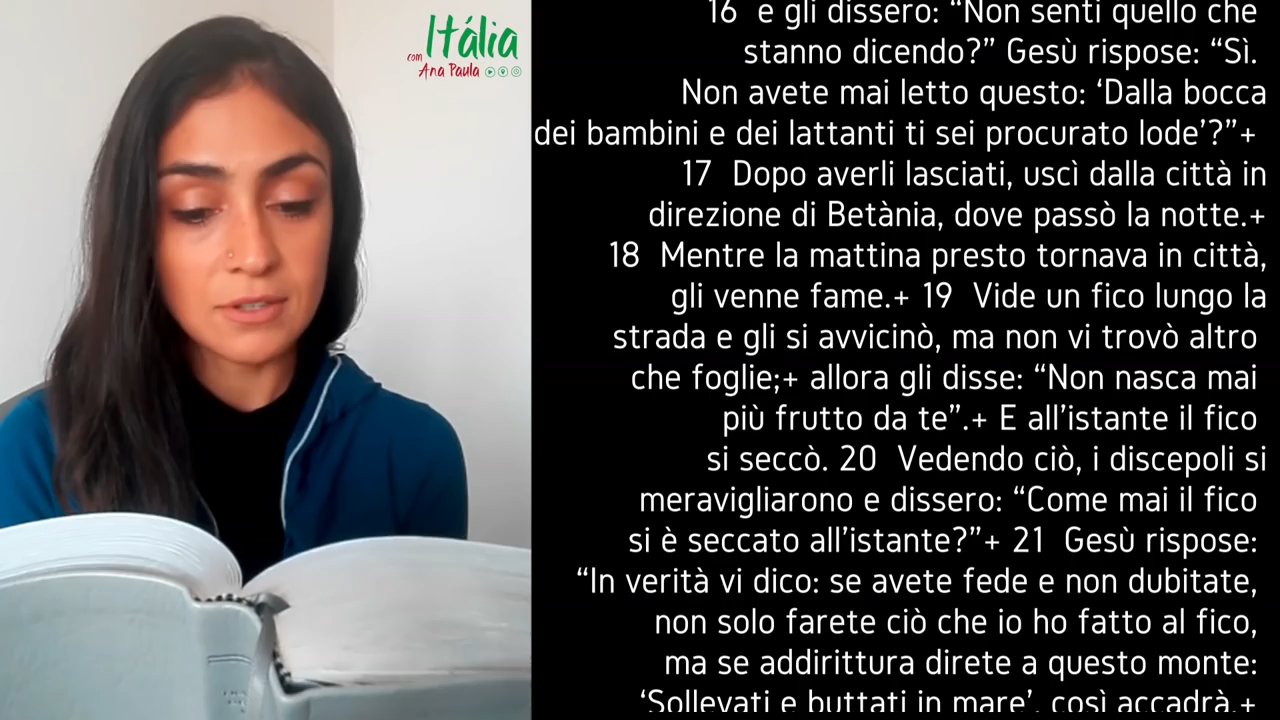 Itália
com
Ana Paula
16 e gli dissero: “Non senti quello che
stanno dicendo?” Gesù rispose: “Sì.
Non avete mai letto questo: ‘Dalla bocca
dei bambini e dei lattanti ti sei procurato lode’?”+
17 Dopo averli lasciati, uscì dalla città in
direzione di Betània, dove passò la notte.+
18 Mentre la mattina presto tornava in città,
gli venne fame.+ 19 Vide un fico lungo la
strada e gli si avvicinò, ma non vi trovò altro
che foglie;+ allora gli disse: “Non nasca mai
più frutto da te”.+ E all’istante il fico
si seccò. 20 Vedendo ciò, i discepoli si
meravigliarono e dissero: “Come mai il fico
si è seccato all’istante?”+ 21 Gesù rispose:
“In verità vi dico: se avete fede e non dubitate,
non solo farete ciò che io ho fatto al fico,
ma se addirittura direte a questo monte:
‘Sollevati e buttati in mare’, così accadrà.+